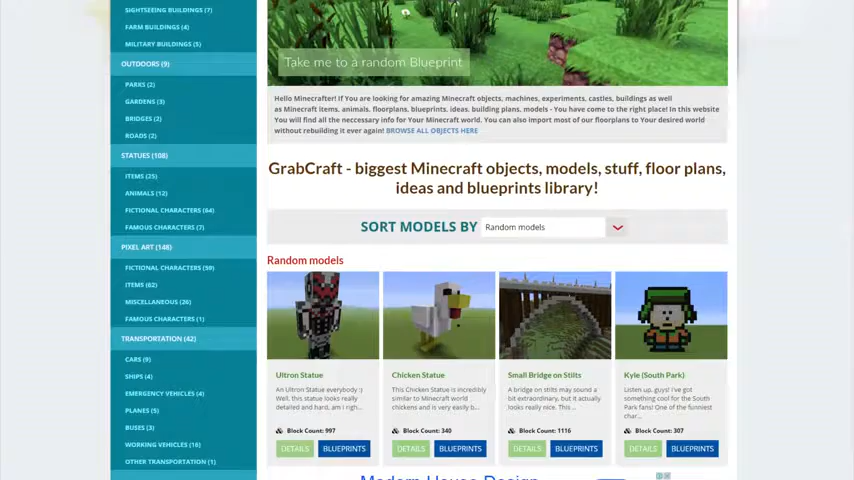 SIGHTSEEING BUILDINGS (7)
FARM BUILDINGS (4)
MILITARY BUILDINGS (5)
OUTDOORS (9)
PARKS (2)
GARDENS (3)
BRIDGES (2)
ROADS (2)
STATUES (108)
ITEMS (25)
ANIMALS (12)
FICTIONAL CHARACTERS (64)
FAMOUS CHARACTERS (7)
PIXEL ART (148)
FICTIONAL CHARACTERS (59)
ITEMS (62)
MISCELLANEOUS (26)
FAMOUS CHARACTERS (1)
TRANSPORTATION (42)
CARS (9)
SHIPS (4)
EMERGENCY VEHICLES (4)
PLANES (5)
BUSES (3)
WORKING VEHICLES (16)
OTHER TRANSPORTATION (1)
Take me to a random Blueprint
Hello Minecrafter! If You are looking for amazing Minecraft objects, machines, experiments, castles, buildings as well
as Minecraft items, animals, floorplans, blueprints, ideas, building plans, models - You have come to the right place! In this website
You will find all the neccessary info for Your Minecraft world. You can also import most of our floorplans to Your desired world
without rebuilding it ever again! BROWSE ALL OBJECTS HERE
GrabCraft - biggest Minecraft objects, models, stuff, floor plans,
ideas and blueprints library!
SORT MODELS BY Random models
Random models
Ultron Statue
An Ultron Statue everybody :)
Well, this statue looks really
detailed and hard, am I righ...
Block Count: 997
DETAILS BLUEPRINTS
Chicken Statue
This Chicken Statue is incredibly
similar to Minecraft world
chickens and is very easily b...
Block Count: 340
DETAILS BLUEPRINTS
Small Bridge on Stilts
A bridge on stilts may sound a
bit extraordinary, but it actually
looks really nice. This ...
Block Count: 1116
DETAILS BLUEPRINTS
Kyle (South Park)
Listen up, guys! I've got
something cool for the South
Park fans! One of the funniest
char...
Block Count: 307
DETAILS BLUEPRINTS
Modern House Design